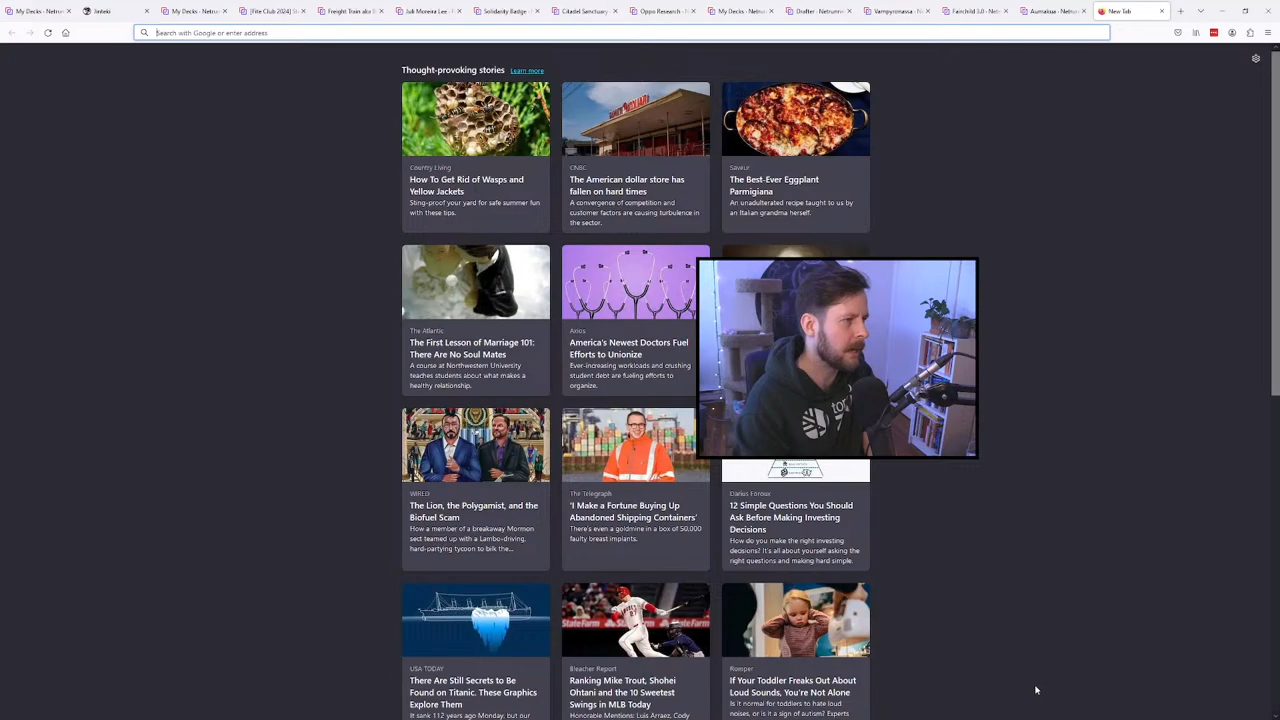 My Decks - Netrunn
Jinteki
My Decks - Netrun
[Elite Club 2024] St
Freight Train aka B
Juli Moreira Lee - T
Solidarity Badge -
Citadel Sanctuary
Oppo Research - N
My Decks - Netrun
Drafter - Netrunn
Vampyronassa - N
Fairchild 3.0 - Netr
Aumakua - Netrun
New Tab
Search with Google or enter address
Thought-provoking stories Learn more
Country Living
How To Get Rid of Wasps and
Yellow Jackets
Sting-proof your yard for safe summer fun
with these tips.
CNBC
The American dollar store has
fallen on hard times
A convergence of competition and
customer factors are causing turbulence in
the sector.
Saveur
The Best-Ever Eggplant
Parmigiana
An unadulterated recipe taught to us by
an Italian grandma herself.
The Atlantic
The First Lesson of Marriage 101:
There Are No Soul Mates
A course at Northwestern University
teaches students about what makes a
healthy relationship.
Axios
America's Newest Doctors Fuel
Efforts to Unionize
Ever-increasing workloads and crushing
student debt are fueling efforts to
organize.
WIRED
The Lion, the Polygamist, and the
Biofuel Scam
How a member of a breakaway Mormon
sect teamed up with a Lambo-driving,
hard-partying tycoon to bilk the...
The Telegraph
'I Make a Fortune Buying Up
Abandoned Shipping Containers'
There's even a goldmine in a box of 50,000
faulty breast implants.
Darius Foroux
12 Simple Questions You Should
Ask Before Making Investing
Decisions
How do you make the right investing
decisions? It's all about yourself asking the
right questions and making hard simple.
USA TODAY
There Are Still Secrets to Be
Found on Titanic. These Graphics
Explore Them
It sank 112 years ago Monday, but our
Bleacher Report
Ranking Mike Trout, Shohei
Ohtani and the 10 Sweetest
Swings in MLB Today
Honorable Mentions: Luis Arraez, Cody
Romper
If Your Toddler Freaks Out About
Loud Sounds, You're Not Alone
It is normal for toddlers to hate loud
noises, or is it a sign of autism? Experts